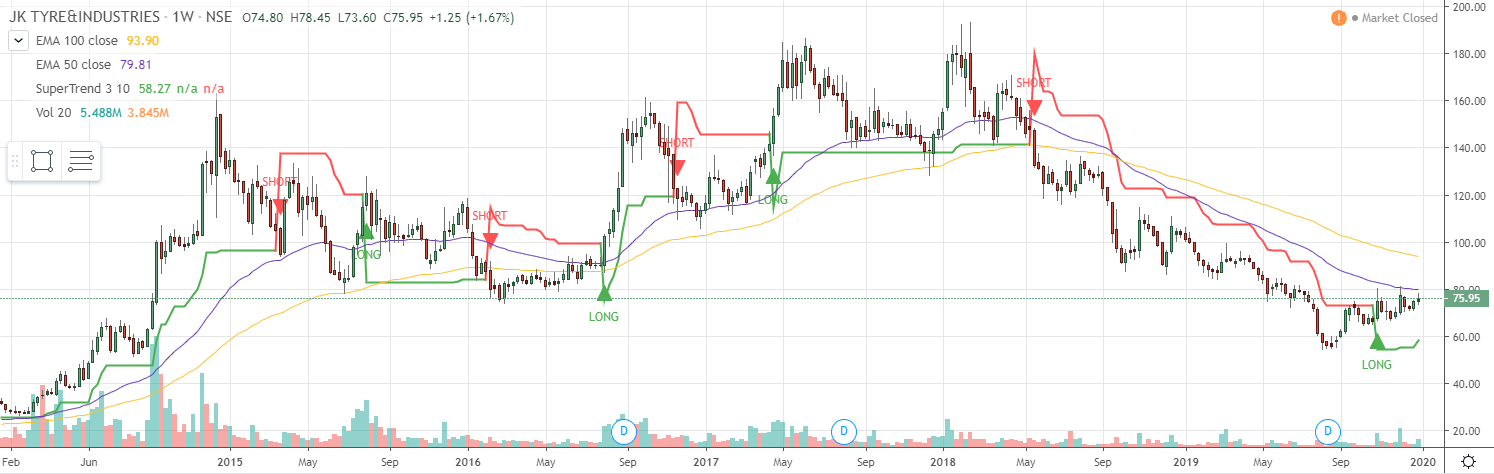 JK TYRE&INDUSTRIES · 1W · NSE O74.80 H78.45 L73.60 C75.95 +1.25 (+1.67%)
! Market Closed
EMA 100 close 93.90
EMA 50 close 79.81
SuperTrend 3 10 58.27 n/a n/a
Vol 20 5.488M 3.845M
200.00
180.00
160.00
140.00
120.00
100.00
80.00
75.95
60.00
40.00
20.00
SHORT
LONG
SHORT
LONG
SHORT
LONG
SHORT
LONG
D
D
D
Feb Jun 2015 May Sep 2016 May Sep 2017 May Sep 2018 May Sep 2019 May Sep 2020